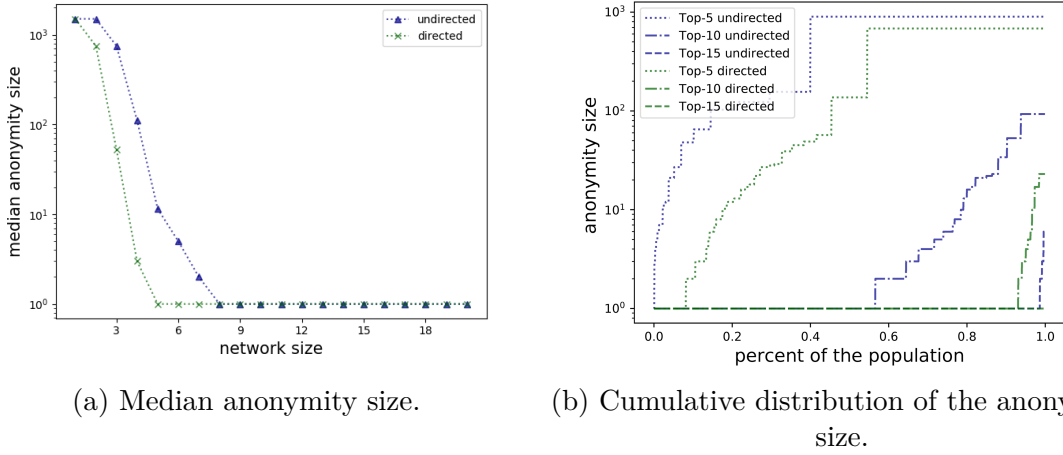 undirected
directed
10³
10²
10¹
10⁰
median anonymity size
3 6 9 12 15 18
network size
(a) Median anonymity size.
Top-5 undirected
Top-10 undirected
Top-15 undirected
Top-5 directed
Top-10 directed
Top-15 directed
10³
10²
10¹
10⁰
anonymity size
0.0 0.2 0.4 0.6 0.8 1.0
percent of the population
(b) Cumulative distribution of the anony
size.